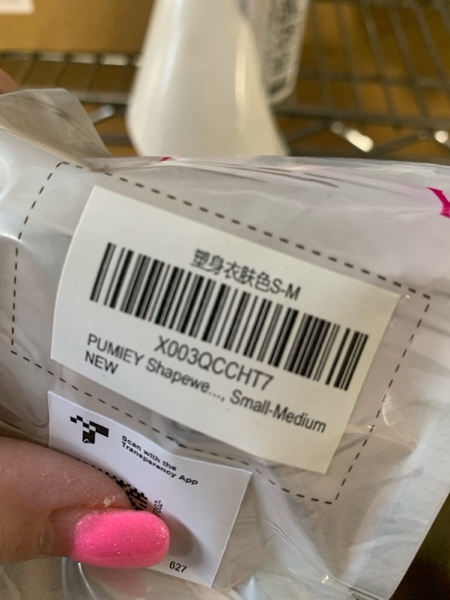 塑身衣肤色S-M
X003QCCHT7
PUMIEY Shapewe..., Small-Medium
NEW
Scan with the
Transparency App
627